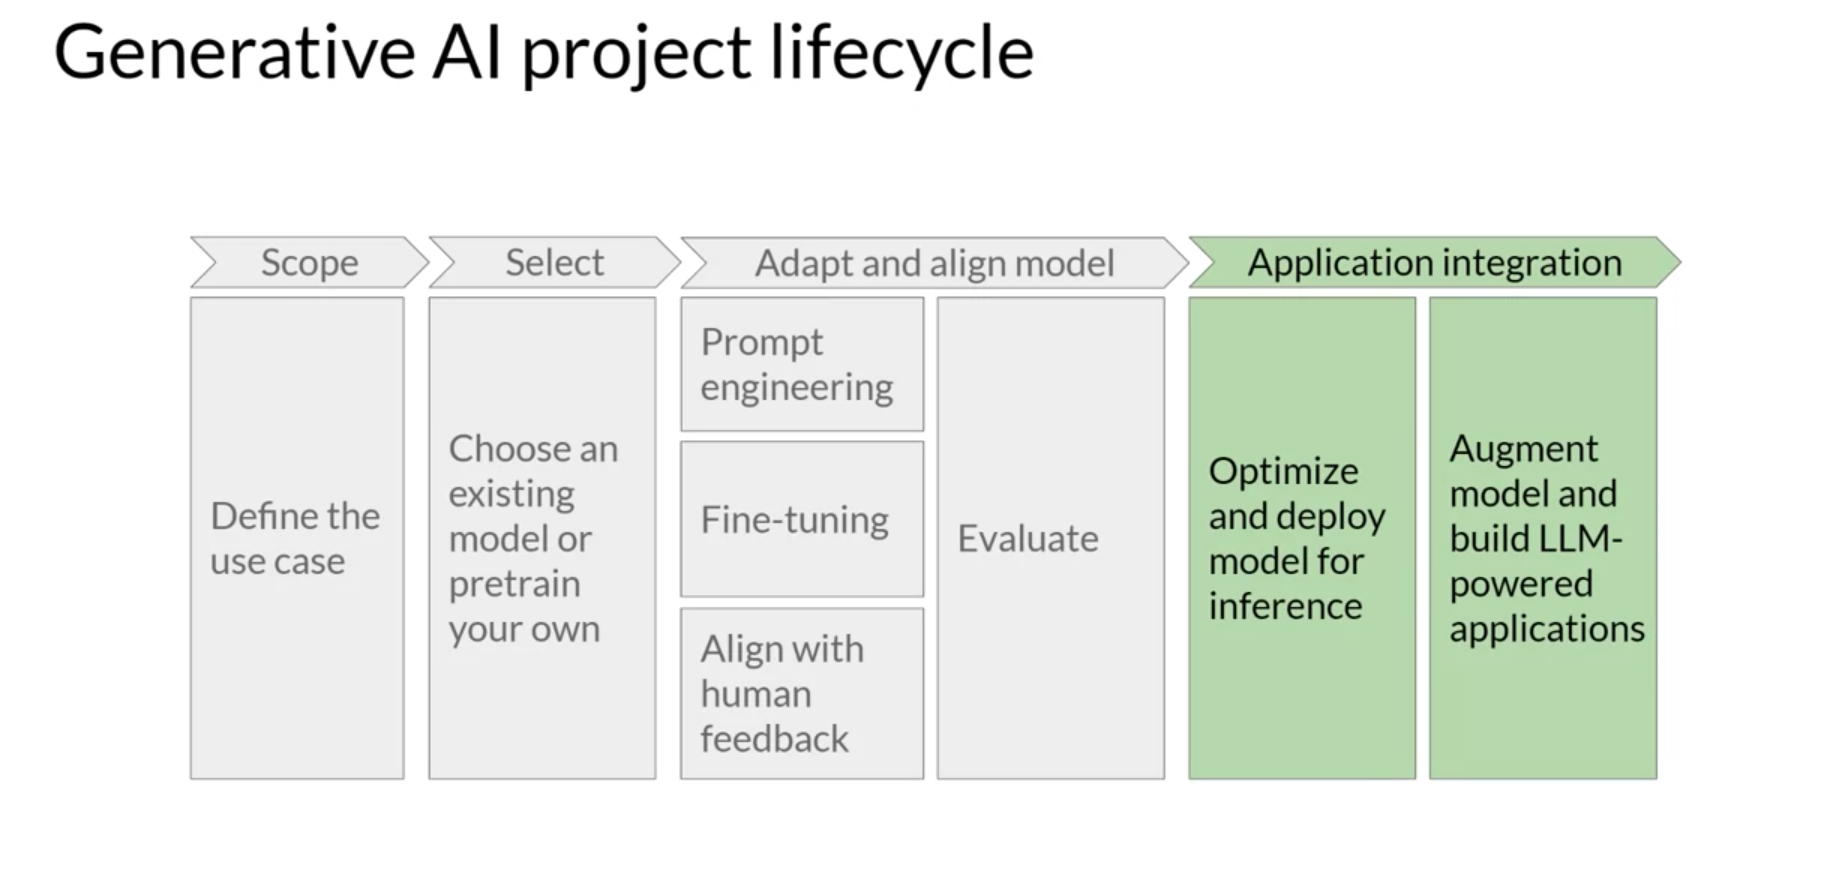 Generative AI project lifecycle
Scope
Select
Adapt and align model
Application integration
Define the
use case
Choose an
existing
model or
pretrain
your own
Prompt
engineering
Fine-tuning
Align with
human
feedback
Evaluate
Optimize
and deploy
model for
inference
Augment
model and
build LLM-
powered
applications